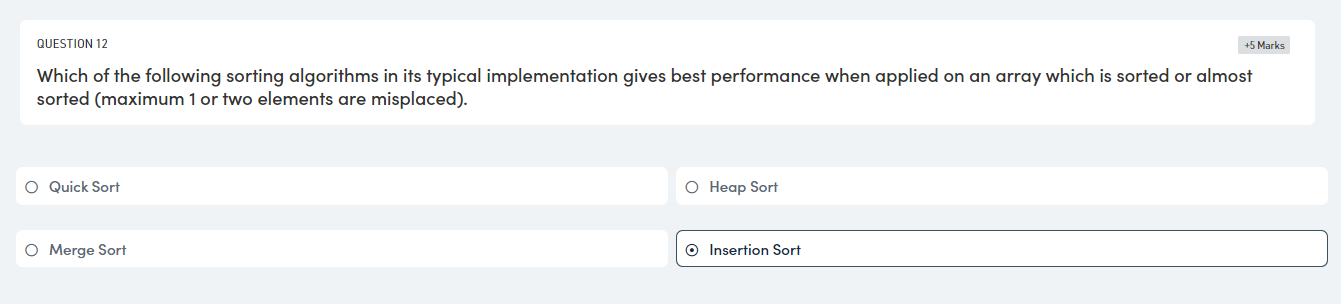 QUESTION 12
+5 Marks
Which of the following sorting algorithms in its typical implementation gives best performance when applied on an array which is sorted or almost
sorted (maximum 1 or two elements are misplaced).
Quick Sort
Heap Sort
Merge Sort
Insertion Sort